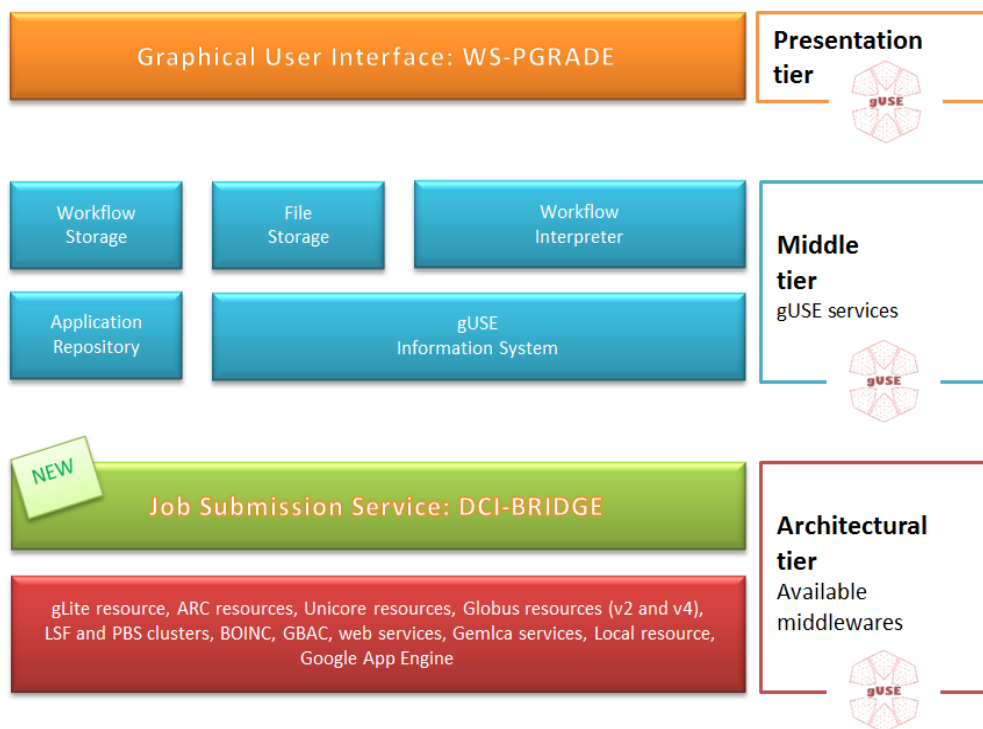 Graphical User Interface: WS-PGRADE
Presentation
tier
gUSE
Workflow
Storage
File
Storage
Workflow
Interpreter
Application
Repository
gUSE
Information System
Middle
tier
gUSE services
gUSE
NEW
Job Submission Service: DCI-BRIDGE
gLite resource, ARC resources, Unicore resources, Globus resources (v2 and v4),
LSF and PBS clusters, BOINC, GBAC, web services, Gemlca services, Local resource,
Google App Engine
Architectural
tier
Available
middlewares
gUSE